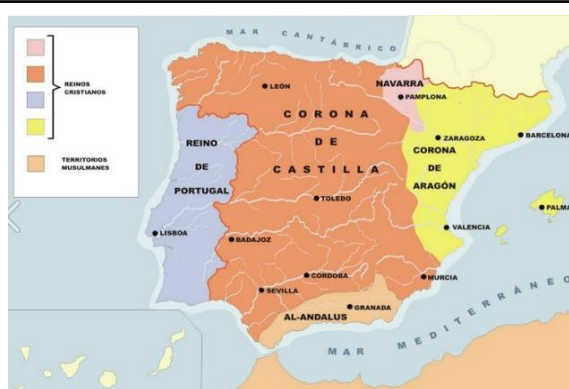 MAR CANTÁBRICO
REINOS
CRISTIANOS
TERRITORIOS
MUSULMANES
LEÓN
NAVARRA
PAMPLONA
CORONA
DE
CASTILLA
REINO
DE
PORTUGAL
ZARAGOZA
BARCELONA
CORONA
DE
ARAGÓN
TOLEDO
PALMA
LISBOA
BADAJOZ
VALENCIA
CORDOBA
MURCIA
SEVILLA
GRANADA
AL-ANDALUS
MAR MEDITERRÁNEO